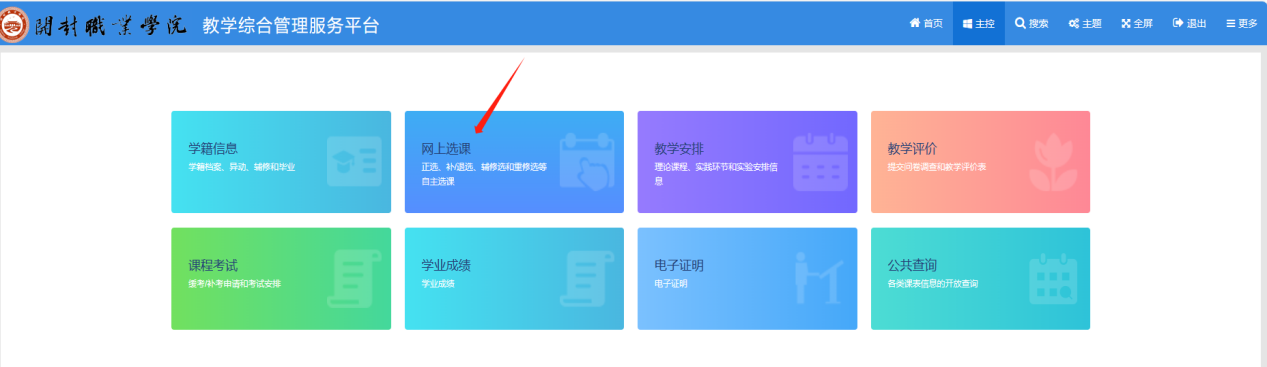 開封職業學院 教学综合管理服务平台 首页 主控 搜索 主题 全屏 退出 更多
学籍信息
学籍档案、异动、辅修和毕业
网上选课
正选、补/退选、辅修选和重修选等
自主选课
教学安排
理论课程、实践环节和实验安排信
息
教学评价
提交问卷调查和教学评价表
课程考试
缓考/补考申请和考试安排
学业成绩
学业成绩
电子证明
电子证明
公共查询
各类课表信息的开放查询